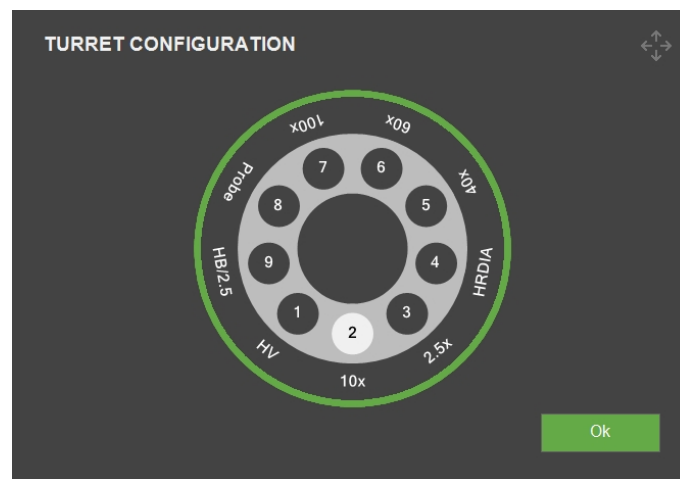 TURRET CONFIGURATION
100x
60x
7
6
Probe
40x
8
5
HB/2.5
9
4
HRDIA
1
3
2
HV
2.5x
10x
Ok